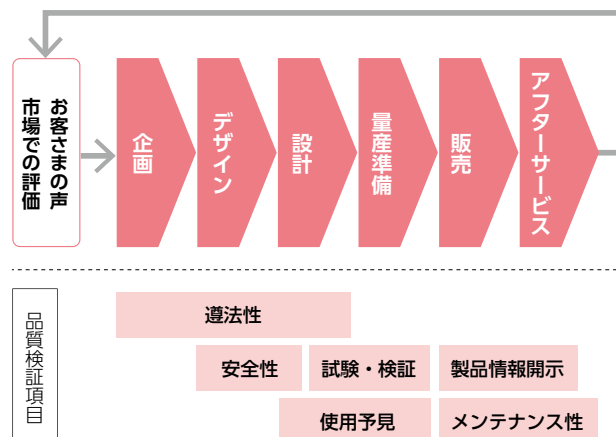 お客さまの声
市場での評価
企画
デザイン
設計
量産準備
販売
アフターサービス
品質検証項目
遵法性
安全性
試験・検証
製品情報開示
使用予見
メンテナンス性